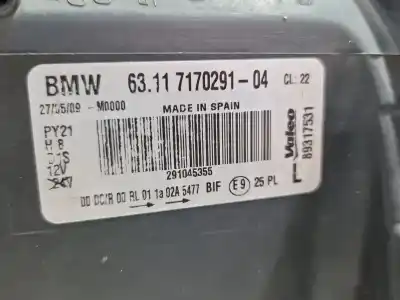 BMW 63.11 7170291-04 CL: 22
27/05/09 -M0000 MADE IN SPAIN
PY21
H 8
12V
291045355
00 DC/R 00 RL 01 1a 02A 5477 BIF E9 25 PL
L Valeo
89317531